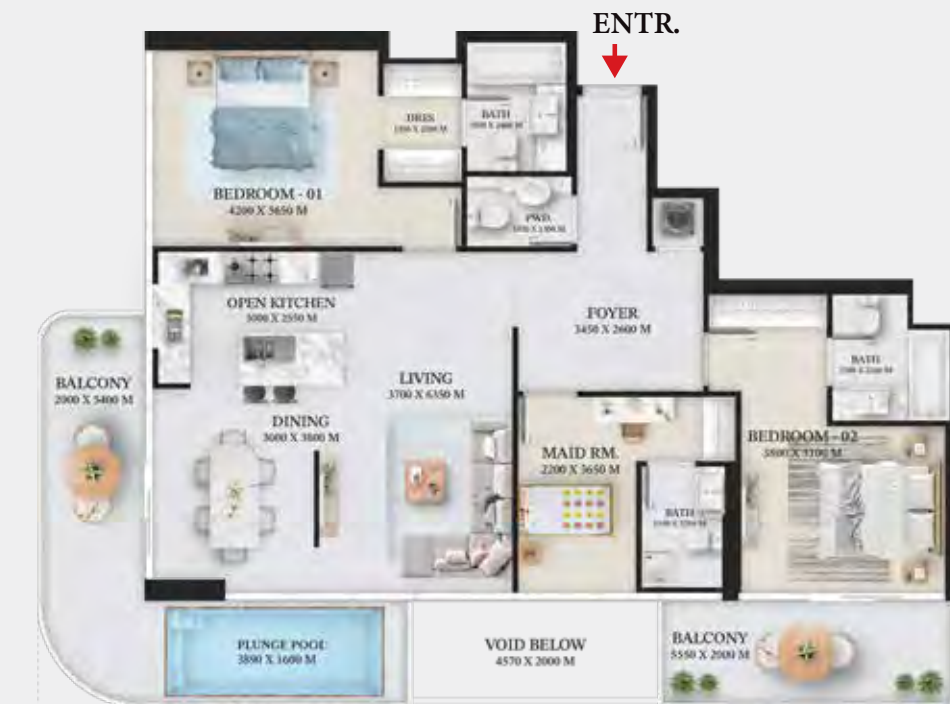 ENTR.
DRES
BATH
BEDROOM - 01
4200 X 3650 M
PWD.
OPEN KITCHEN
3000 X 2550 M
FOYER
3450 X 2600 M
BALCONY
2000 X 5400 M
LIVING
3700 X 6350 M
BATH
DINING
3600 X 3800 M
MAID RM.
2200 X 3650 M
BEDROOM - 02
BATH
PLUNGE POOL
3890 X 1600 M
VOID BELOW
4570 X 2000 M
BALCONY
5550 X 2000 M